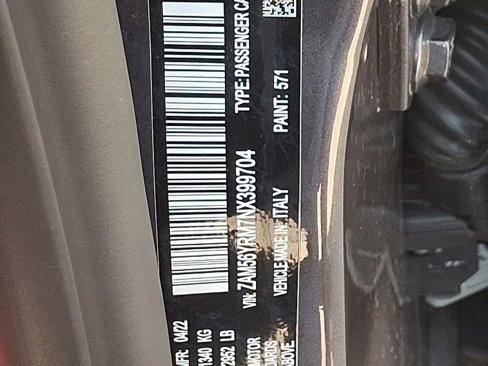 MFR: 04/22
1340 KG
2952 LB
MOTOR
DARDS
ABOVE
VIN: ZAM56YRM7NX399704 TYPE: PASSENGER CA
VEHICLE MADE IN: ITALY PAINT: 571